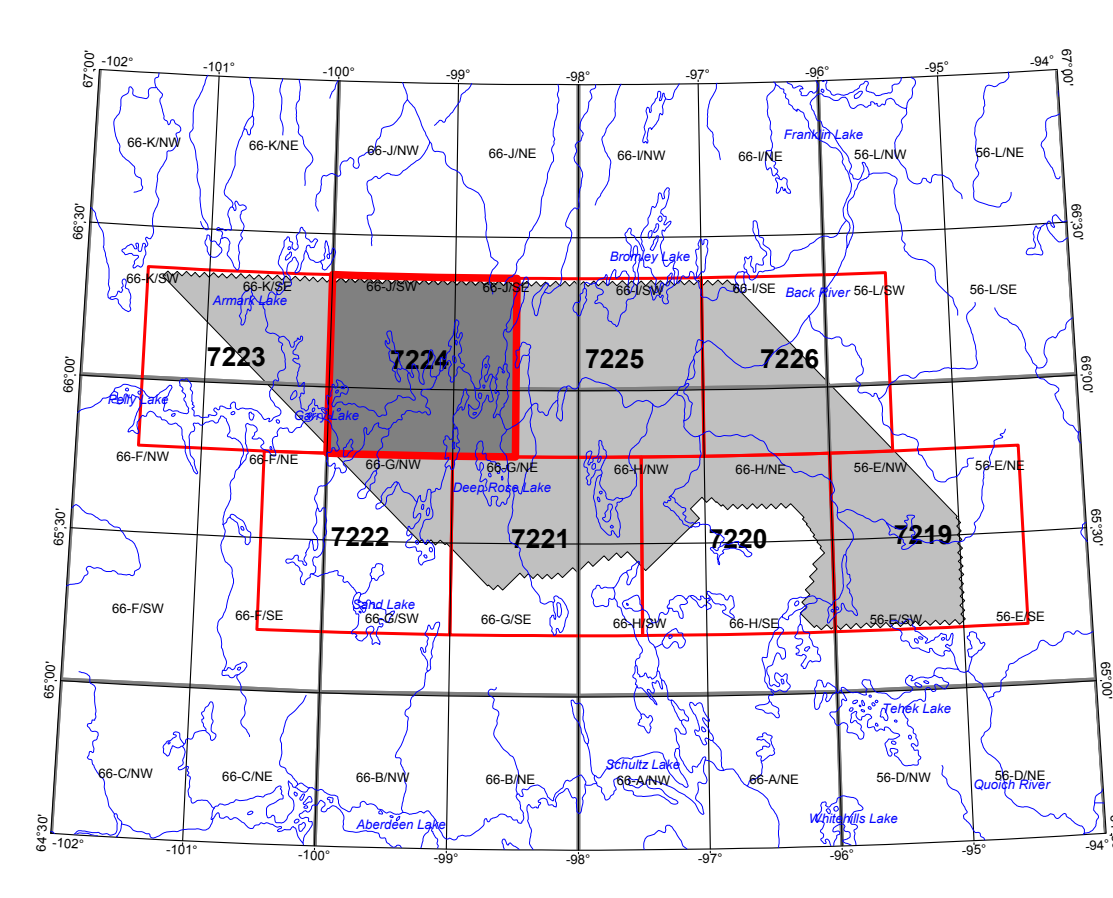 -102° -101° -100° -99° -98° -97° -96° -95° -94°
67°00' 67°00'
Franklin Lake
66-K/NW 66-K/NE 66-J/NW 66-J/NE 66-I/NW 66-I/NE 56-L/NW 56-L/NE
66°30' 66°30'
Bromley Lake
66-K/SW 66-K/SE 66-J/SW 66-J/SE 66-I/SW 66-I/SE 56-L/SW 56-L/SE
Armark Lake Back River
7223 7224 7225 7226
66°00' 66°00'
Pelly Lake Garry Lake
66-F/NW 66-F/NE 66-G/NW 66-G/NE 66-H/NW 66-H/NE 56-E/NW 56-E/NE
Deep Rose Lake
65°30' 65°30'
7222 7221 7220 7219
Sand Lake
66-F/SW 66-F/SE 66-G/SW 66-G/SE 66-H/SW 66-H/SE 56-E/SW 56-E/SE
65°00' 65°00'
Tehek Lake
Schultz Lake
66-C/NW 66-C/NE 66-B/NW 66-B/NE 66-A/NW 66-A/NE 56-D/NW 56-D/NE
Quoich River
Aberdeen Lake Whitehills Lake
64°30'
-102° -101° -100° -99° -98° -97° -96° -95° -94°